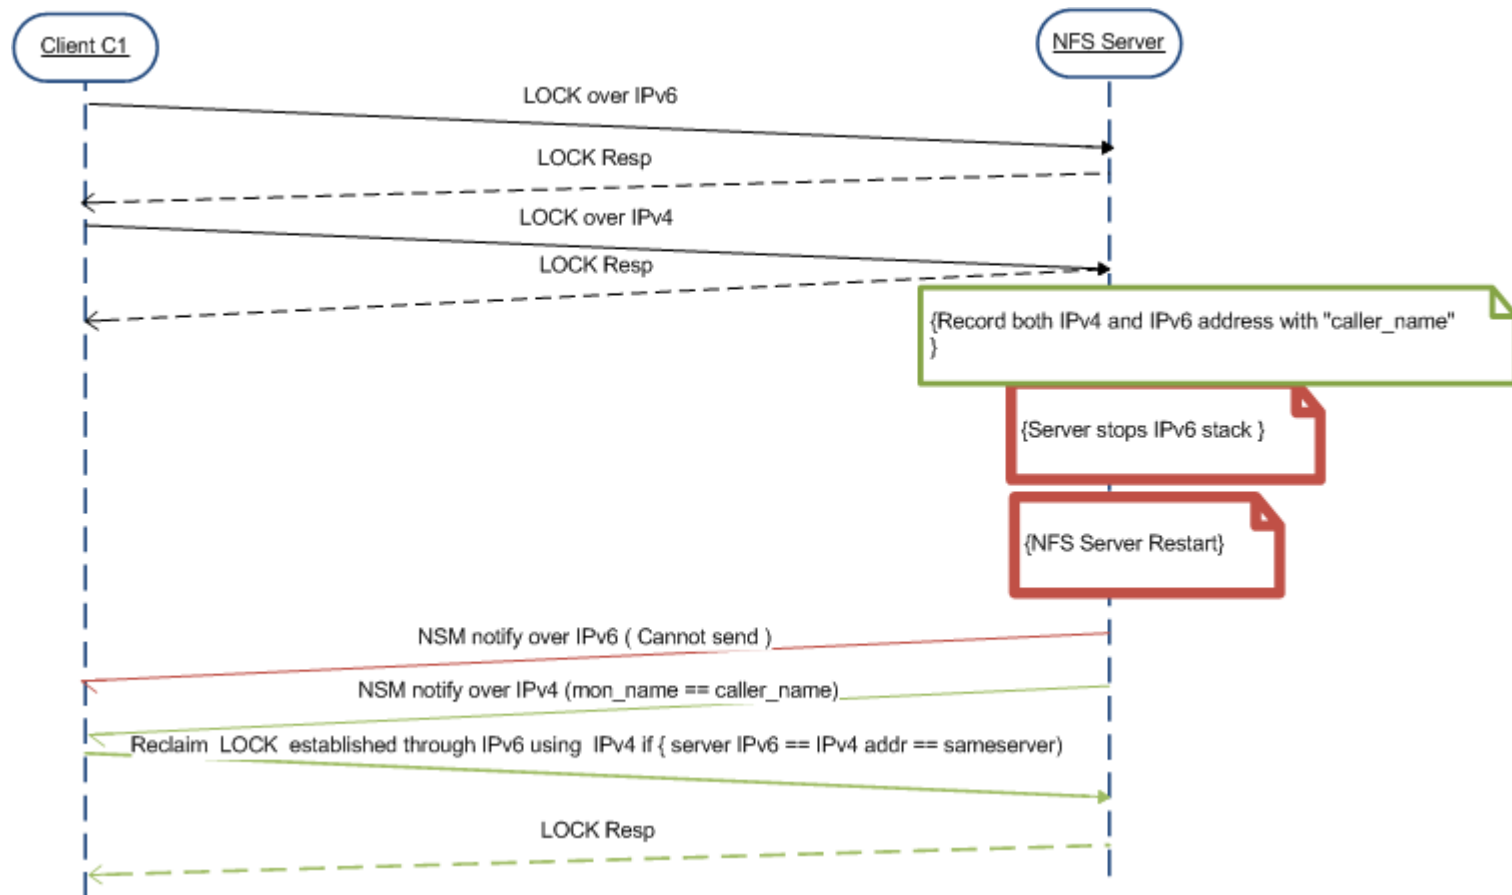 Client C1
NFS Server
LOCK over IPv6
LOCK Resp
LOCK over IPv4
LOCK Resp
{Record both IPv4 and IPv6 address with "caller_name"
}
{Server stops IPv6 stack }
{NFS Server Restart}
NSM notify over IPv6 ( Cannot send )
NSM notify over IPv4 (mon_name == caller_name)
Reclaim LOCK established through IPv6 using IPv4 if { server IPv6 == IPv4 addr == sameserver)
LOCK Resp